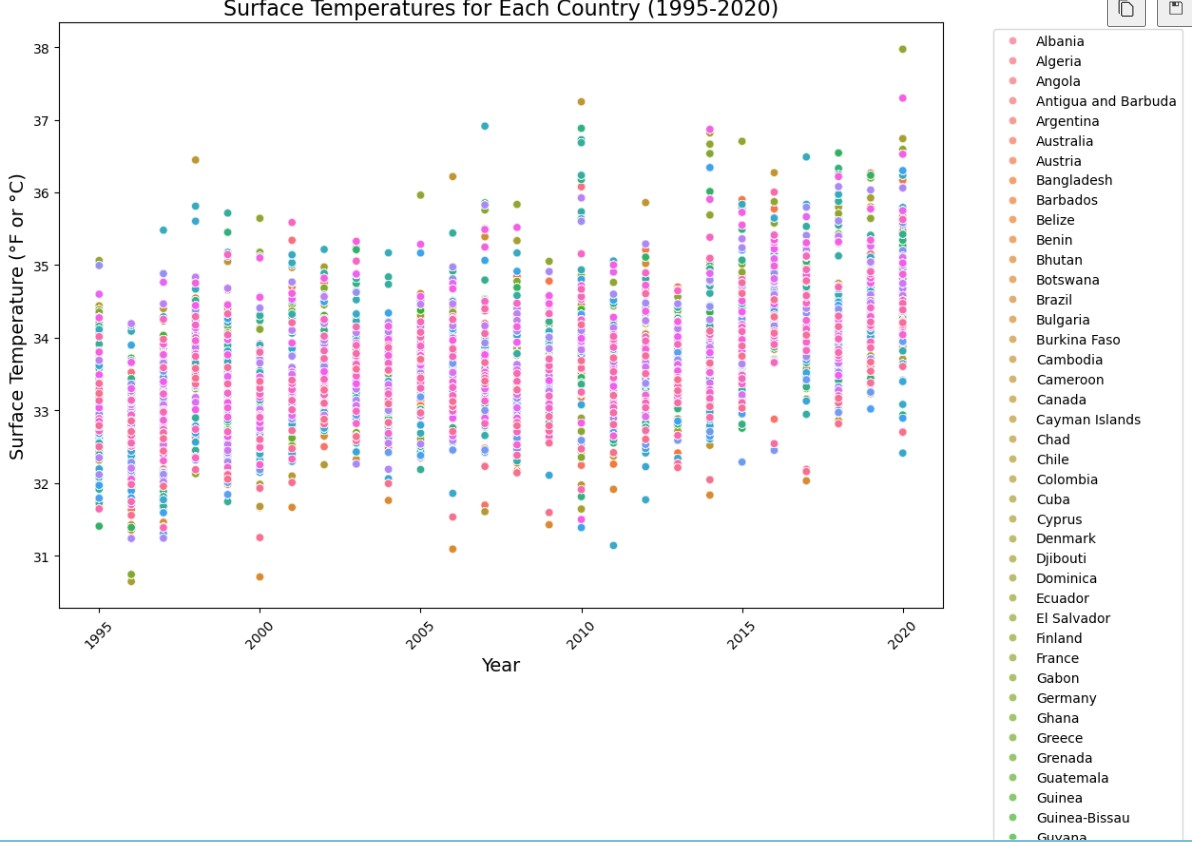 Surface Temperatures for Each Country (1995-2020)
Surface Temperature (°F or °C)
38
37
36
35
34
33
32
31
1995
2000
2005
2010
2015
2020
Year
Albania
Algeria
Angola
Antigua and Barbuda
Argentina
Australia
Austria
Bangladesh
Barbados
Belize
Benin
Bhutan
Botswana
Brazil
Bulgaria
Burkina Faso
Cambodia
Cameroon
Canada
Cayman Islands
Chad
Chile
Colombia
Cuba
Cyprus
Denmark
Djibouti
Dominica
Ecuador
El Salvador
Finland
France
Gabon
Germany
Ghana
Greece
Grenada
Guatemala
Guinea
Guinea-Bissau
Guyana